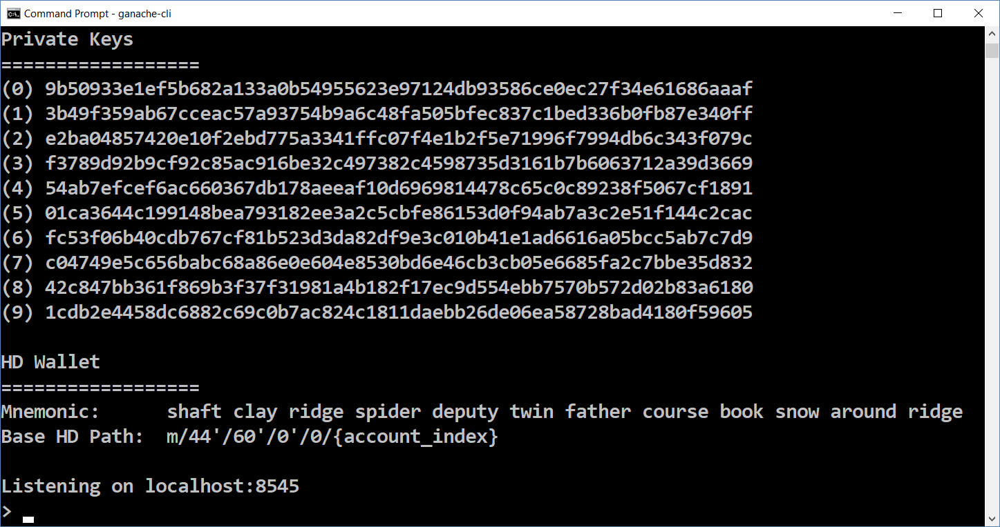 Command Prompt - ganache-cli
Private Keys
==================
(0) 9b50933e1ef5b682a133a0b54955623e97124db93586ce0ec27f34e61686aaaf
(1) 3b49f359ab67cceac57a93754b9a6c48fa505bfec837c1bed336b0fb87e340ff
(2) e2ba04857420e10f2ebd775a3341ffc07f4e1b2f5e71996f7994db6c343f079c
(3) f3789d92b9cf92c85ac916be32c497382c4598735d3161b7b6063712a39d3669
(4) 54ab7efcef6ac660367db178aeeaf10d6969814478c65c0c89238f5067cf1891
(5) 01ca3644c199148bea793182ee3a2c5cbfe86153d0f94ab7a3c2e51f144c2cac
(6) fc53f06b40cdb767cf81b523d3da82df9e3c010b41e1ad6616a05bcc5ab7c7d9
(7) c04749e5c656babc68a86e0e604e8530bd6e46cb3cb05e6685fa2c7bbe35d832
(8) 42c847bb361f869b3f37f31981a4b182f17ec9d554ebb7570b572d02b83a6180
(9) 1cdb2e4458dc6882c69c0b7ac824c1811daebb26de06ea58728bad4180f59605
HD Wallet
==================
Mnemonic:      shaft clay ridge spider deputy twin father course book snow around ridge
Base HD Path:  m/44'/60'/0'/0/{account_index}
Listening on localhost:8545
>